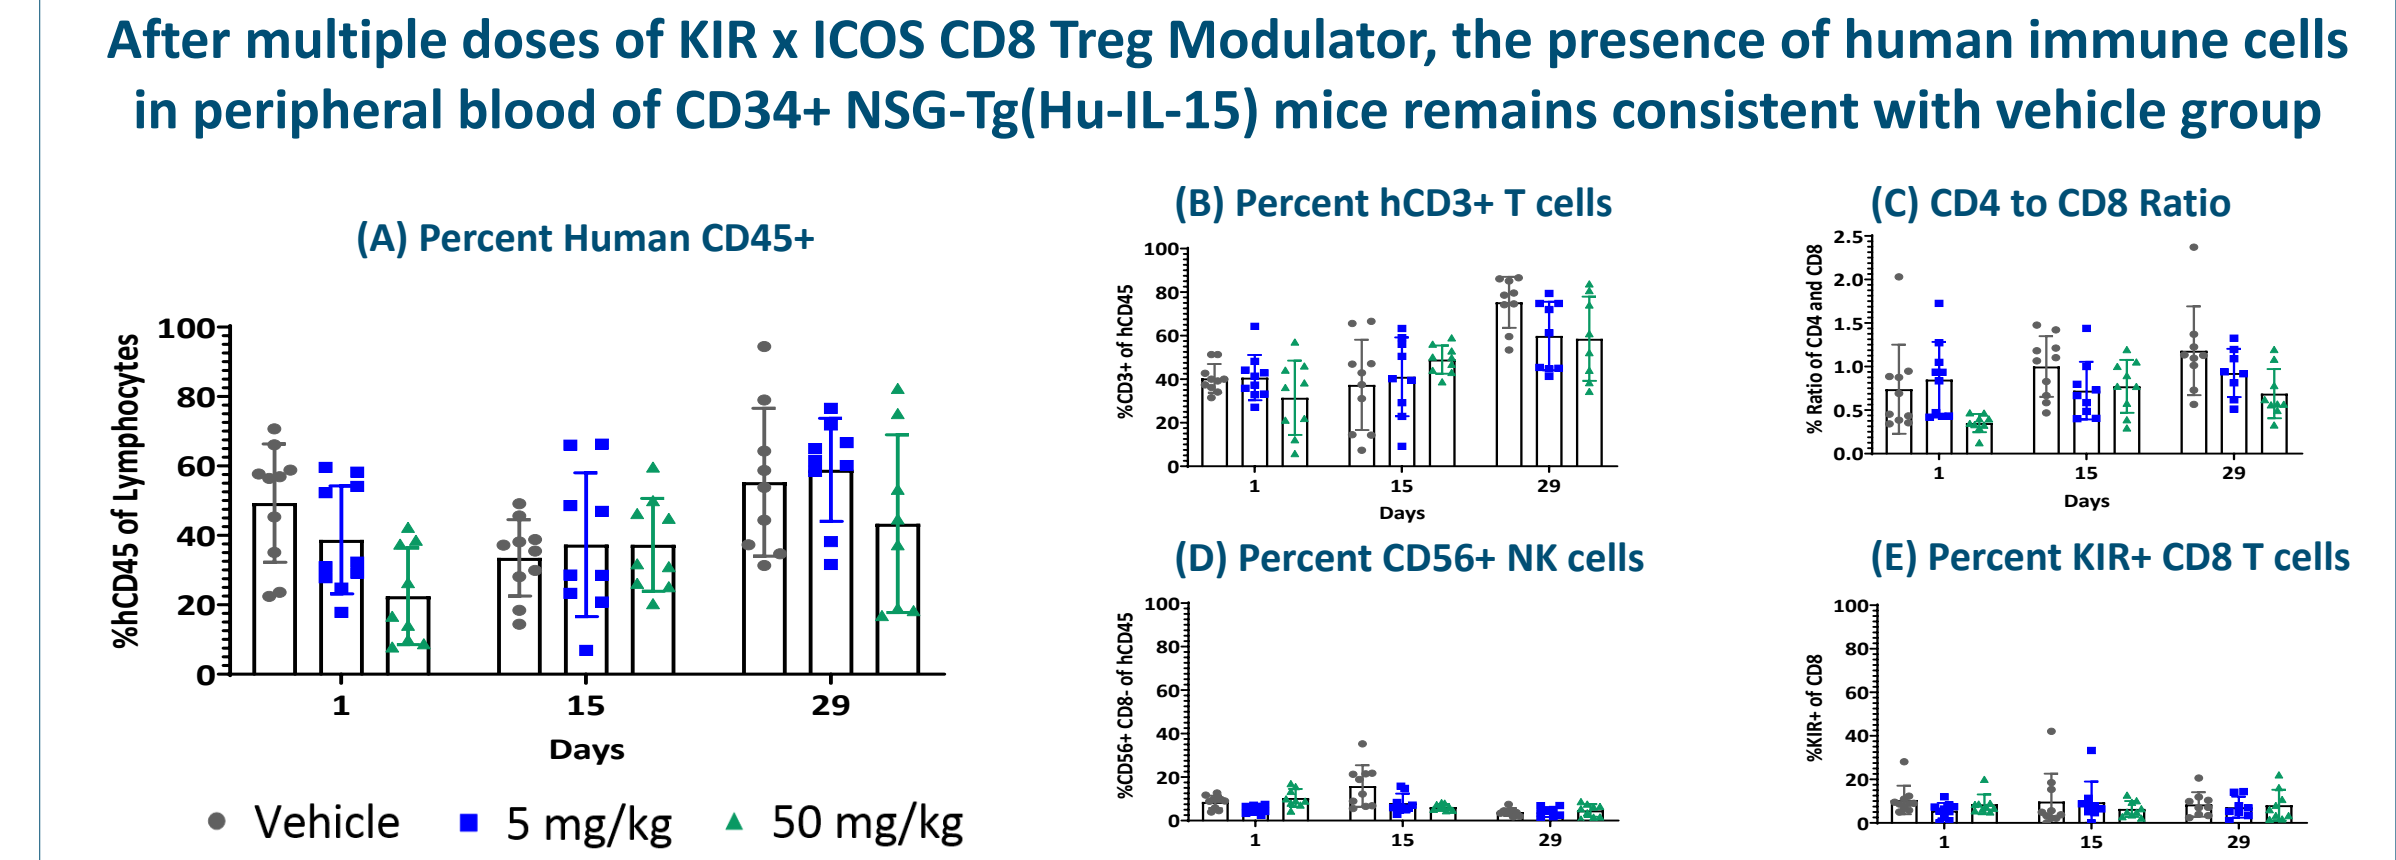 After multiple doses of KIR x ICOS CD8 Treg Modulator, the presence of human immune cells
in peripheral blood of CD34+ NSG-Tg(Hu-IL-15) mice remains consistent with vehicle group
(A) Percent Human CD45+
%hCD45 of Lymphocytes
100
80
60
40
20
0
1 15 29
Days
Vehicle 5 mg/kg 50 mg/kg
(B) Percent hCD3+ T cells
%CD3+ of hCD45
100
80
60
40
20
0
1 15 29
Days
(C) CD4 to CD8 Ratio
% Ratio of CD4 and CD8
2.5
2.0
1.5
1.0
0.5
0.0
1 15 29
Days
(D) Percent CD56+ NK cells
%CD56+ CD8- of hCD45
100
80
60
40
20
0
1 15 29
(E) Percent KIR+ CD8 T cells
%KIR+ of CD8
100
80
60
40
20
0
1 15 29